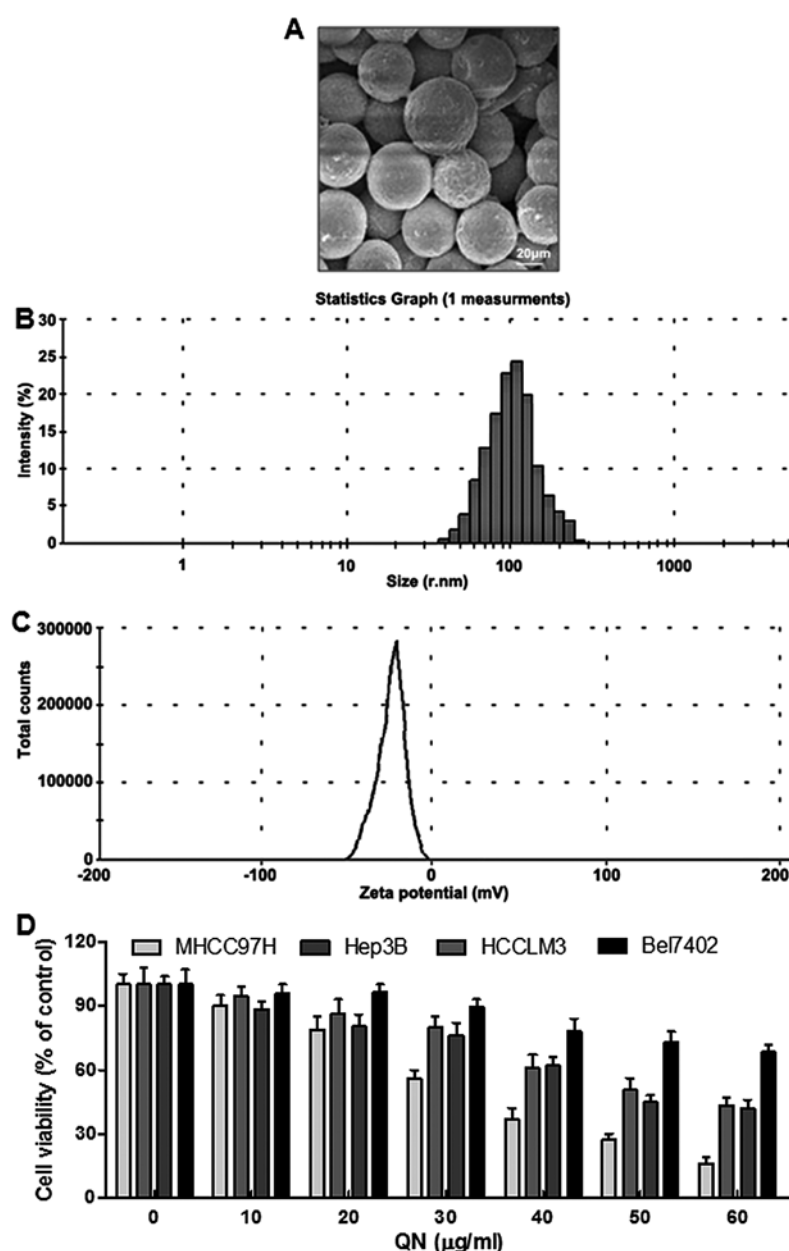 A
20μm
Statistics Graph (1 measurments)
B
30
25
20
15
10
5
0
Intensity (%)
1 10 100 1000
Size (r.nm)
C
300000
200000
100000
0
Total counts
-200 -100 0 100 200
Zeta potential (mV)
D
120
90
60
30
0
Cell viability (% of control)
MHCC97H Hep3B HCCLM3 Bel7402
0 10 20 30 40 50 60
QN (μg/ml)